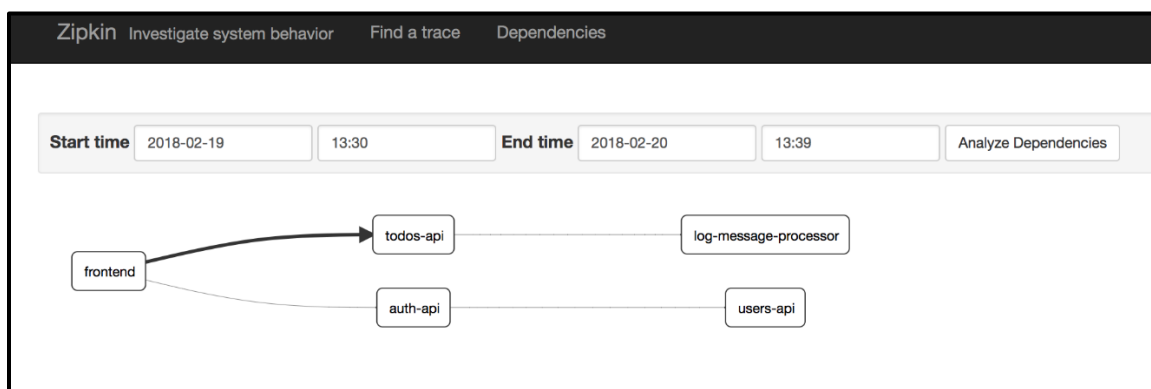 Zipkin Investigate system behavior Find a trace Dependencies
Start time 2018-02-19 13:30 End time 2018-02-20 13:39 Analyze Dependencies
todos-api log-message-processor
frontend
auth-api users-api